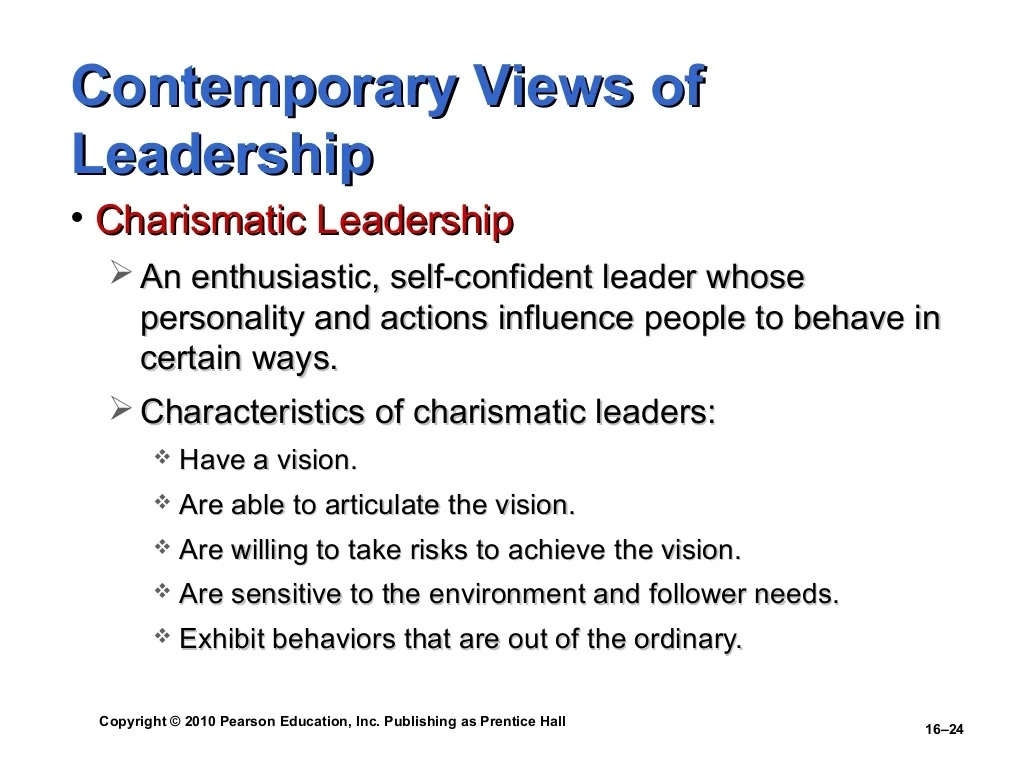 Contemporary Views of
Leadership
• Charismatic Leadership
➢ An enthusiastic, self-confident leader whose
personality and actions influence people to behave in
certain ways.
➢ Characteristics of charismatic leaders:
❖ Have a vision.
❖ Are able to articulate the vision.
❖ Are willing to take risks to achieve the vision.
❖ Are sensitive to the environment and follower needs.
❖ Exhibit behaviors that are out of the ordinary.
Copyright © 2010 Pearson Education, Inc. Publishing as Prentice Hall
16–24